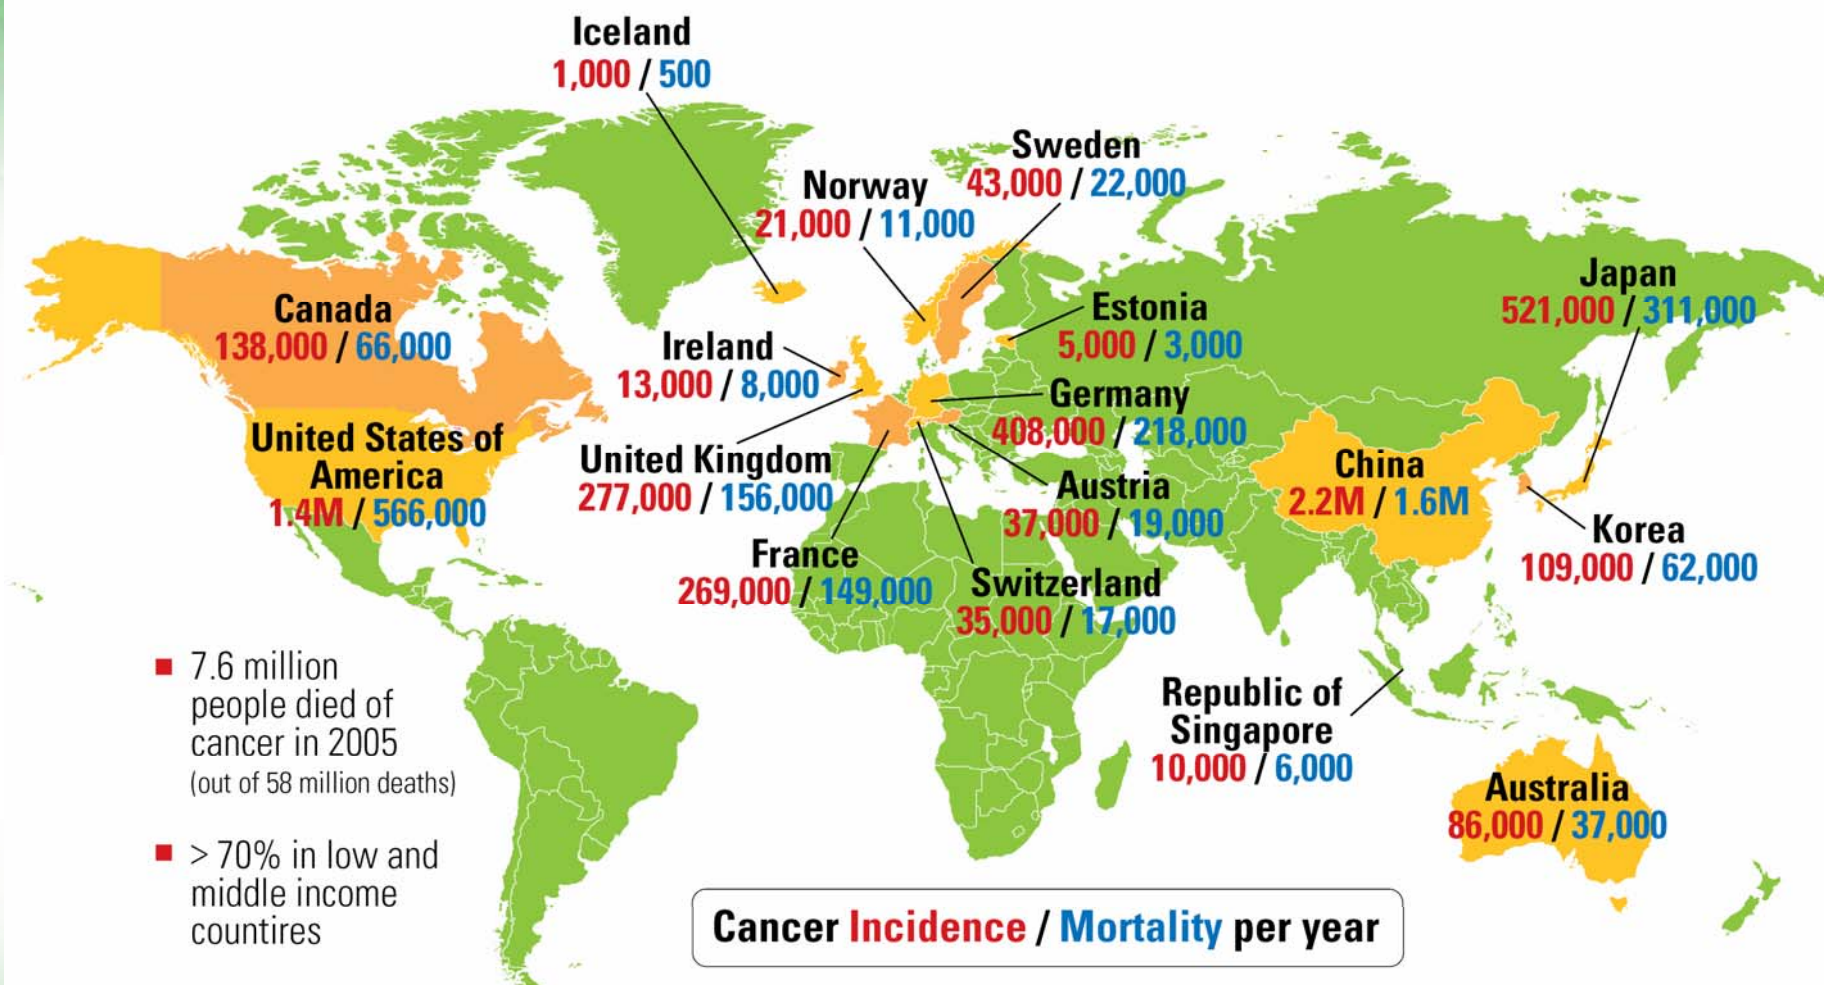 Iceland
1,000 / 500
Sweden
43,000 / 22,000
Norway
21,000 / 11,000
Japan
521,000 / 311,000
Canada
138,000 / 66,000
Estonia
5,000 / 3,000
Ireland
13,000 / 8,000
Germany
408,000 / 218,000
United States of
America
1.4M / 566,000
United Kingdom
277,000 / 156,000
China
2.2M / 1.6M
Austria
37,000 / 19,000
Korea
109,000 / 62,000
France
269,000 / 149,000
Switzerland
35,000 / 17,000
Republic of
Singapore
10,000 / 6,000
Australia
86,000 / 37,000
7.6 million
people died of
cancer in 2005
(out of 58 million deaths)
> 70% in low and
middle income
countires
Cancer Incidence / Mortality per year